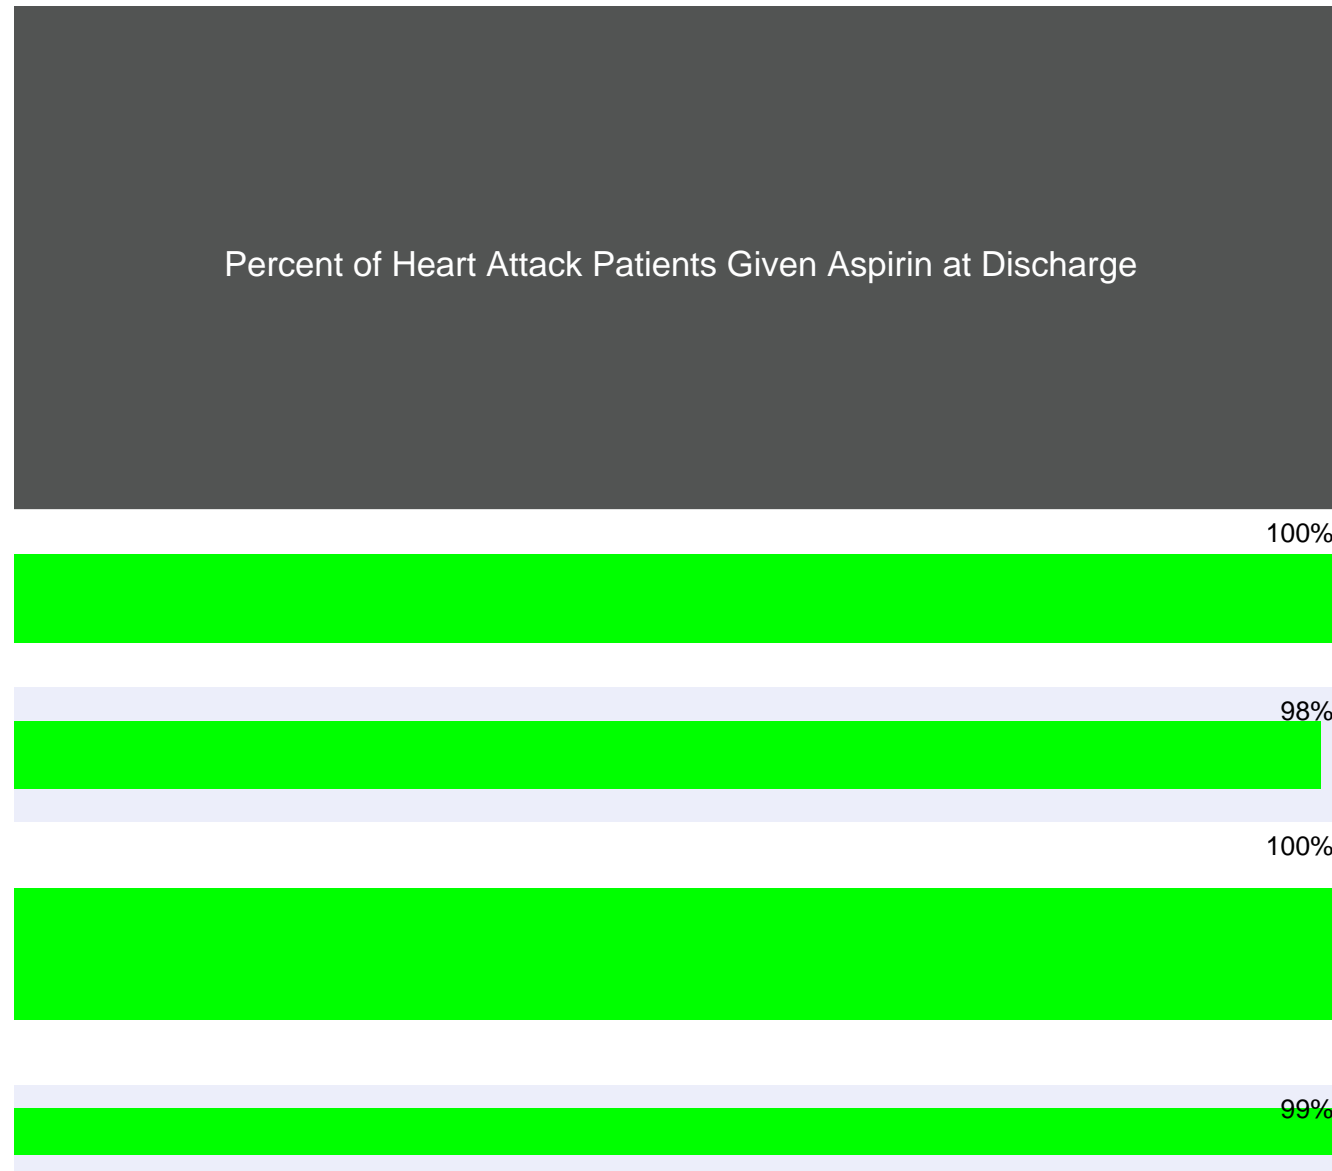 Percent of Heart Attack Patients Given Aspirin at Discharge
100%
98%
100%
99%